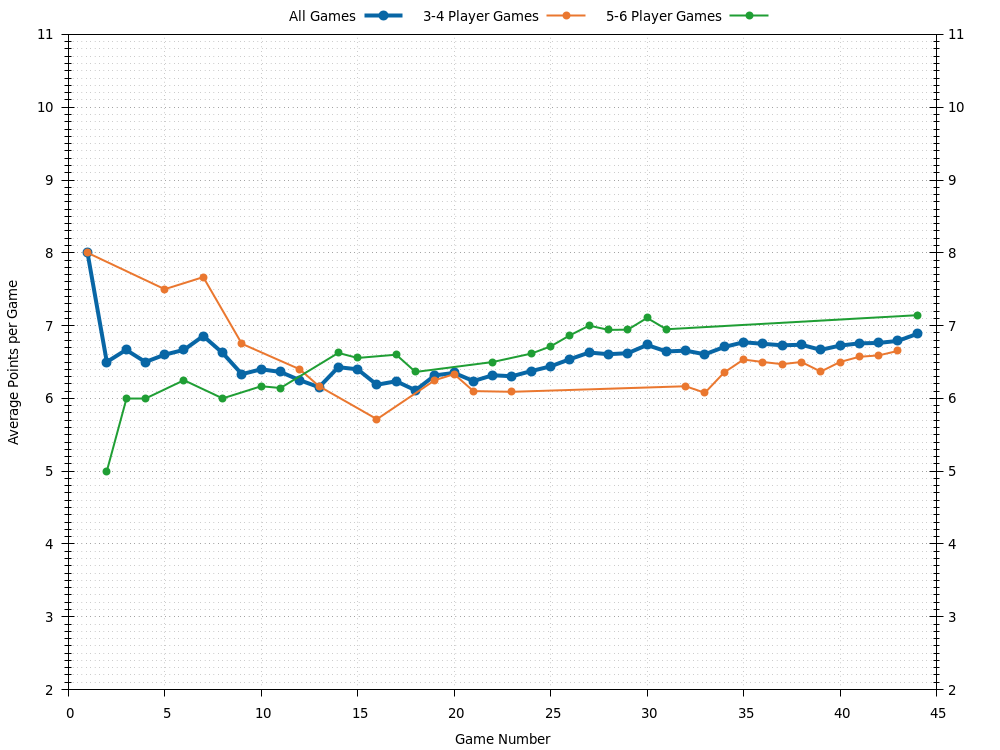 All Games 3-4 Player Games 5-6 Player Games
11 11
10 10
9 9
8 8
7 7
6 6
5 5
4 4
3 3
2 2
Average Points per Game
0 5 10 15 20 25 30 35 40 45
Game Number